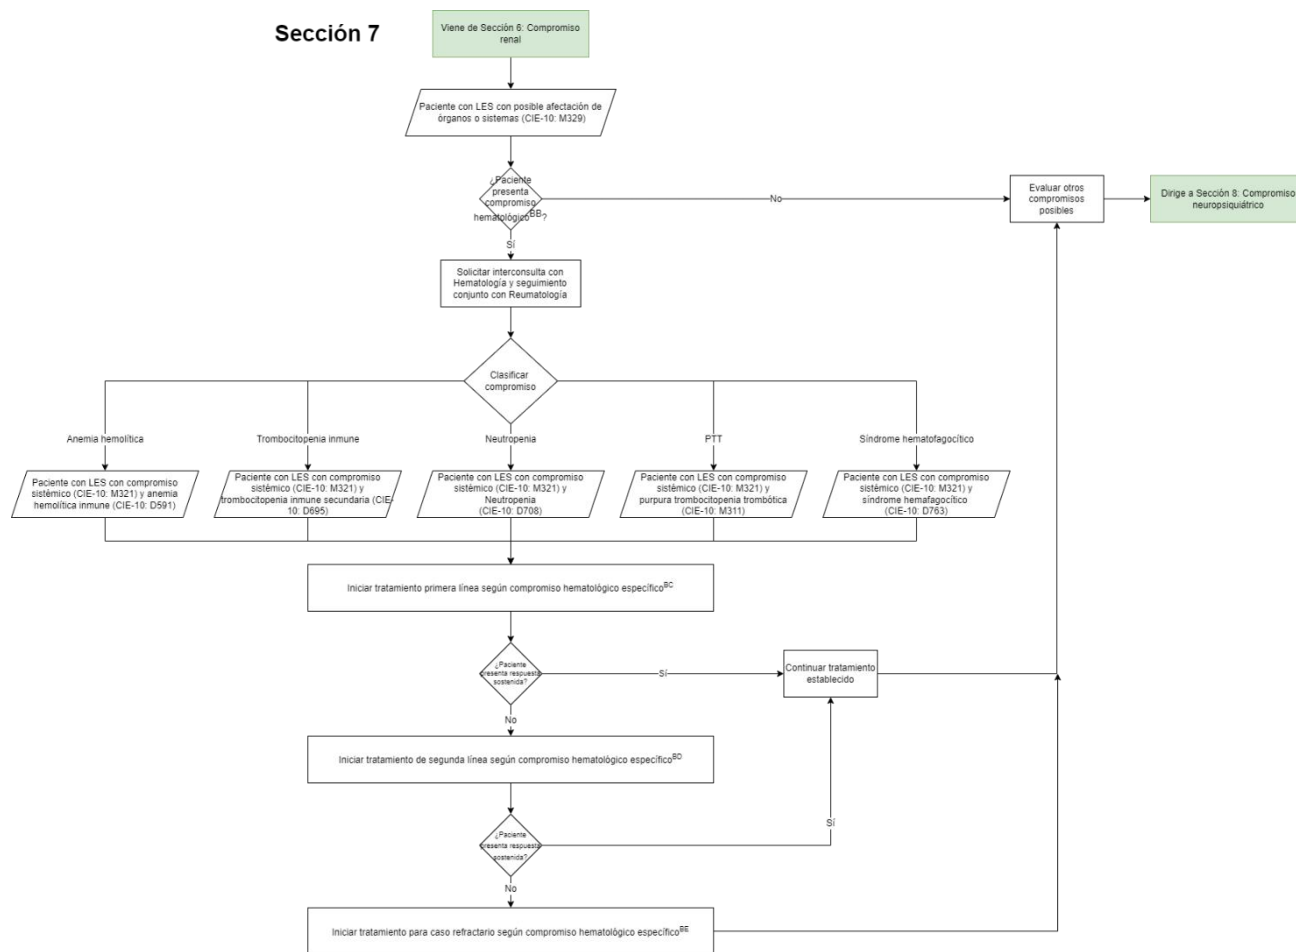 Sección 7
Viene de Sección 6: Compromiso
renal
Paciente con LES con posible afectación de
órganos o sistemas (CIE-10: M329)
¿Paciente
presenta
compromiso
hematológicoBB?
No
Evaluar otros
compromisos
posibles
Dirige a Sección 8: Compromiso
neuropsiquiátrico
Sí
Solicitar interconsulta con
Hematología y seguimiento
conjunto con Reumatología
Clasificar
compromiso
Anemia hemolítica
Trombocitopenia inmune
Neutropenia
PTT
Síndrome hematofagocítico
Paciente con LES con compromiso
sistémico (CIE-10: M321) y anemia
hemolítica inmune (CIE-10: D591)
Paciente con LES con compromiso
sistémico (CIE-10: M321) y
trombocitopenia inmune secundaria (CIE-
10: D695)
Paciente con LES con compromiso
sistémico (CIE-10: M321) y
Neutropenia
(CIE-10: D708)
Paciente con LES con compromiso
sistémico (CIE-10: M321) y
purpura trombocitopenia trombótica
(CIE-10: M311)
Paciente con LES con compromiso
sistémico (CIE-10: M321) y
síndrome hemafagocítico
(CIE-10: D763)
Iniciar tratamiento primera línea según compromiso hematológico específicoBC
¿Paciente
presenta respuesta
sostenida?
Sí
Continuar tratamiento
establecido
No
Iniciar tratamiento de segunda línea según compromiso hematológico específicoBD
¿Paciente
presenta respuesta
sostenida?
Sí
No
Iniciar tratamiento para caso refractario según compromiso hematológico específicoBE